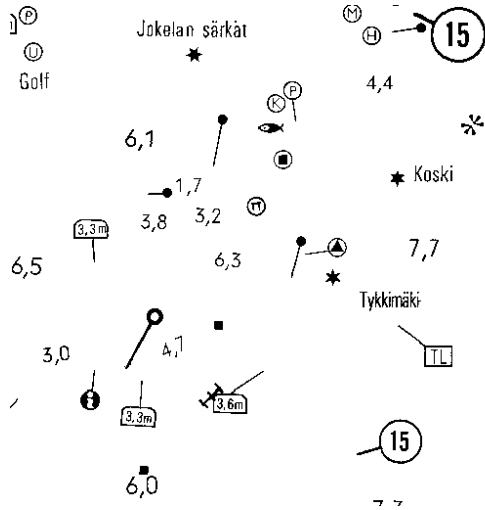 P
M
15
H
U
Jokelan särkät
Golf
4,4
P
K
6,1
Koski
1,7
3,8
3,2
3,3m
7,7
6,5
6,3
Tykkimäki
4,1
3,0
TL
3,6m
3,3m
15
6,0